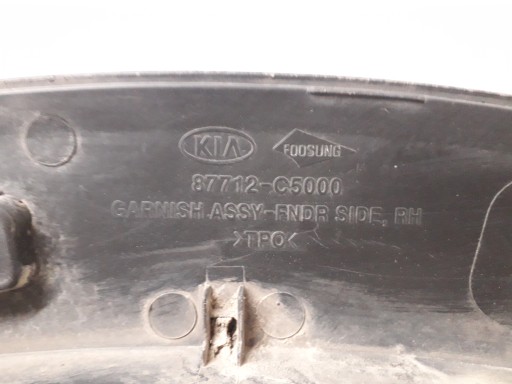 KIA FOOSUNG
87712-C5000
GARNISH ASSY-FNDR SIDE, RH
>TPO<